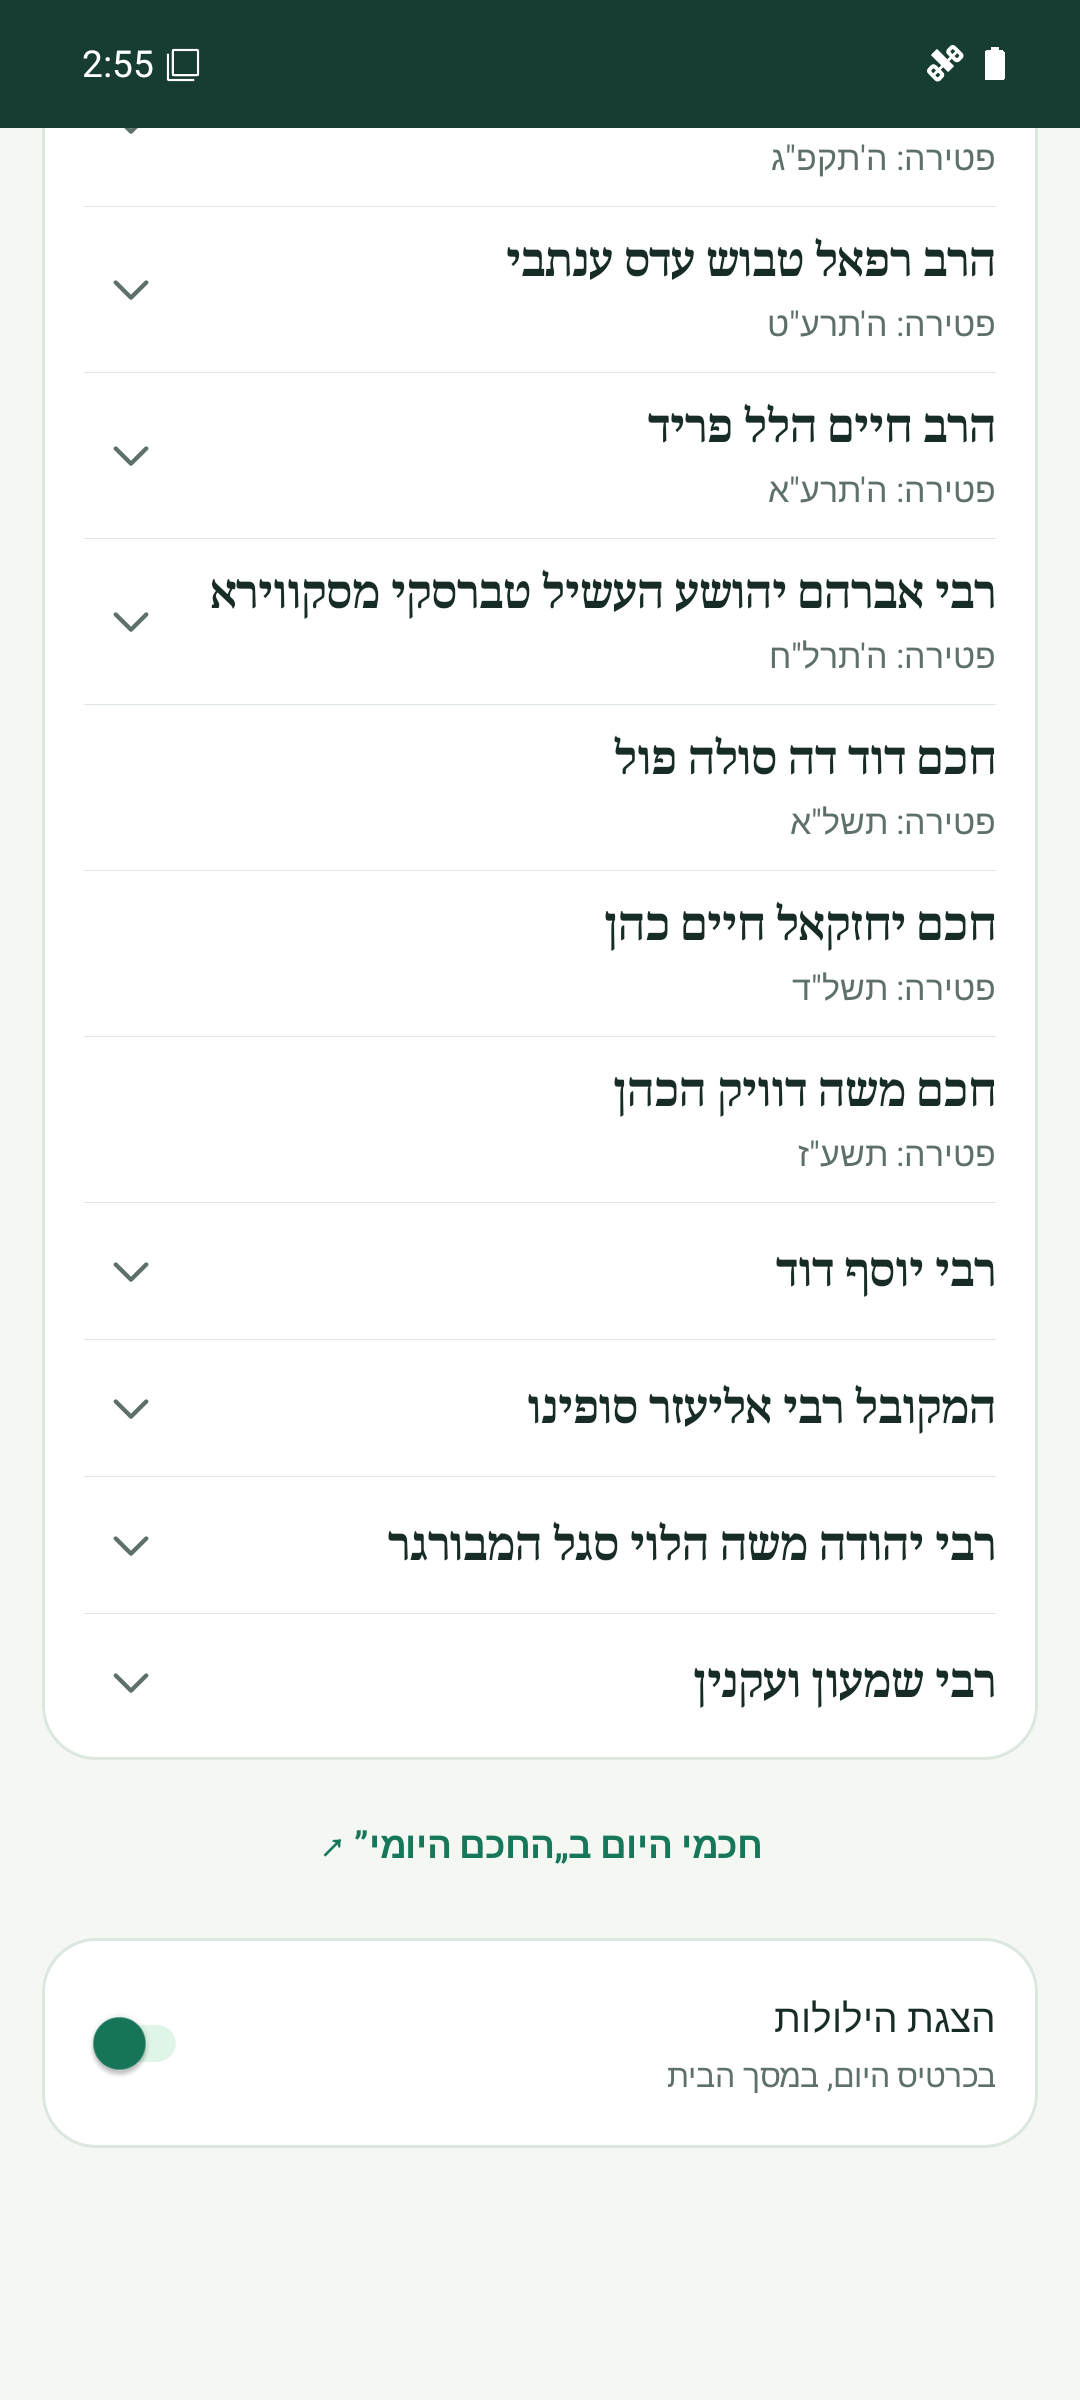 2:55
פטירה: ה'תקפ"ג
הרב רפאל טבוש עדס ענתבי
פטירה: ה'תרע"ט
הרב חיים הלל פריד
פטירה: ה'תרע"א
רבי אברהם יהושע העשיל טברסקי מסקווירא
פטירה: ה'תרל"ח
חכם דוד דה סולה פול
פטירה: תשל"א
חכם יחזקאל חיים כהן
פטירה: תשל"ד
חכם משה דוויק הכהן
פטירה: תשע"ז
רבי יוסף דוד
המקובל רבי אליעזר סופינו
רבי יהודה משה הלוי סגל המבורגר
רבי שמעון ועקנין
חכמי היום ב„החכם היומי” ↗
הצגת הילולות
בכרטיס היום, במסך הבית